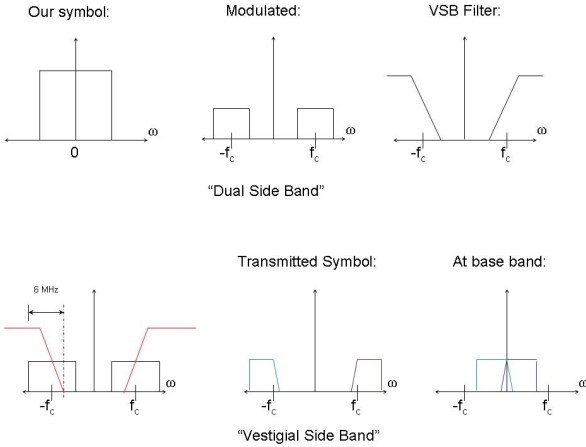 Our symbol:
Modulated:
VSB Filter:
ω
0
ω
-fc
fc
ω
-fc
fc
“Dual Side Band”
Transmitted Symbol:
At base band:
6 MHz
ω
-fc
fc
ω
-fc
fc
ω
-fc
fc
“Vestigial Side Band”